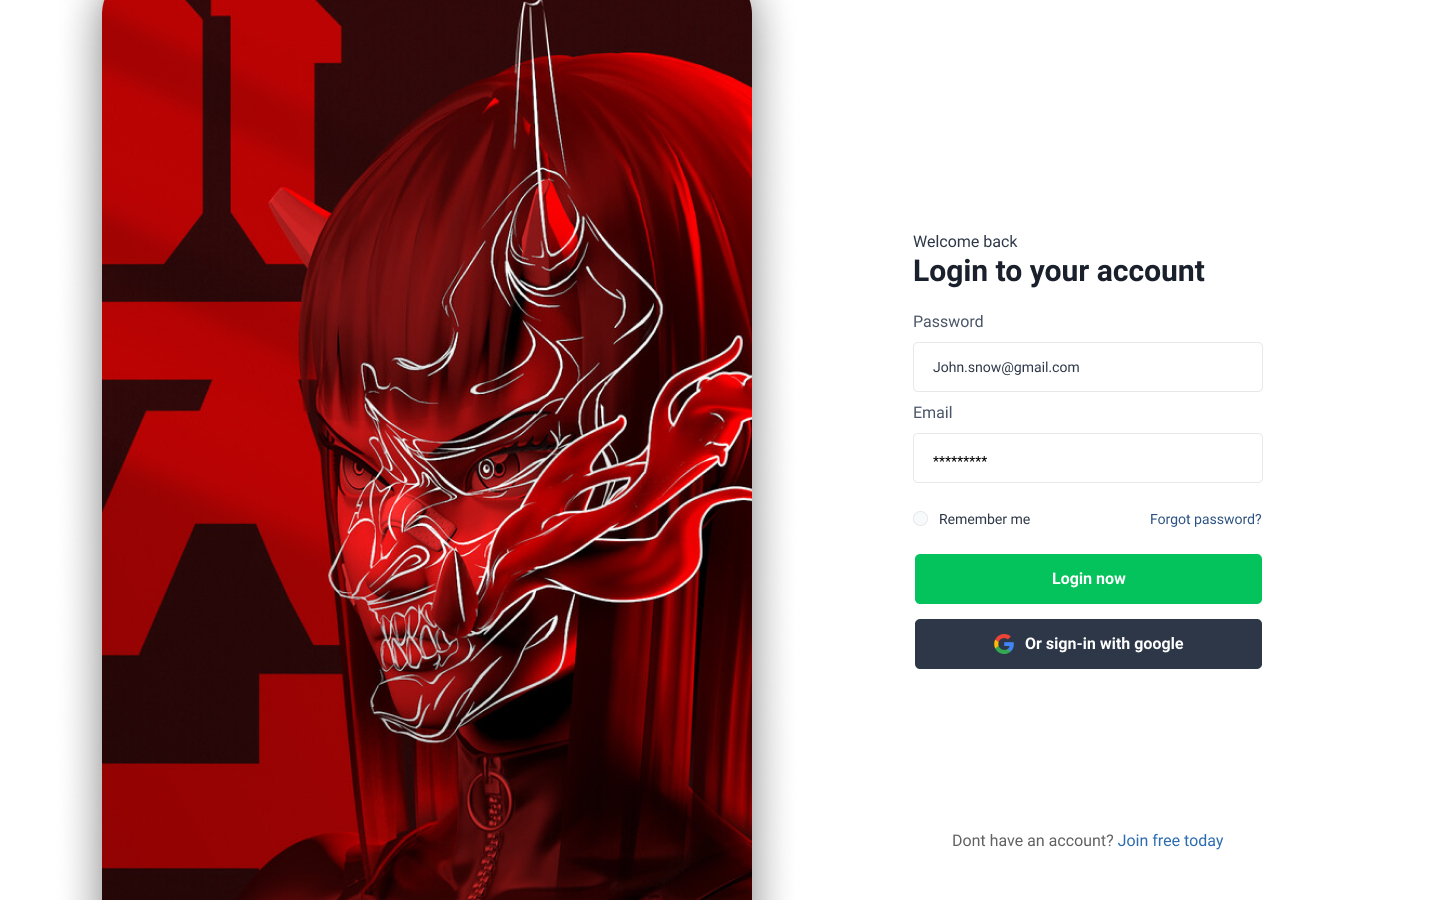 Welcome back
Login to your account
Password
John.snow@gmail.com
Email
*********
Remember me
Forgot password?
Login now
Or sign-in with google
Dont have an account? Join free today